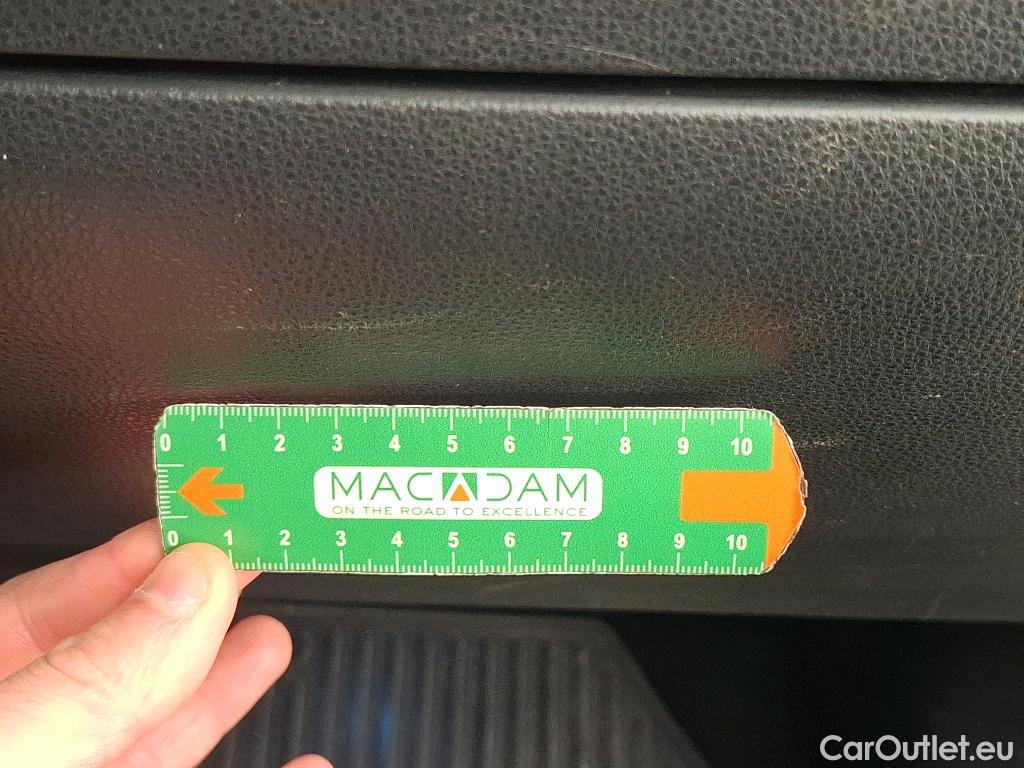 0 1 2 3 4 5 6 7 8 9 10
MACADAM
ON THE ROAD TO EXCELLENCE
0 1 2 3 4 5 6 7 8 9 10
CarOutlet.eu